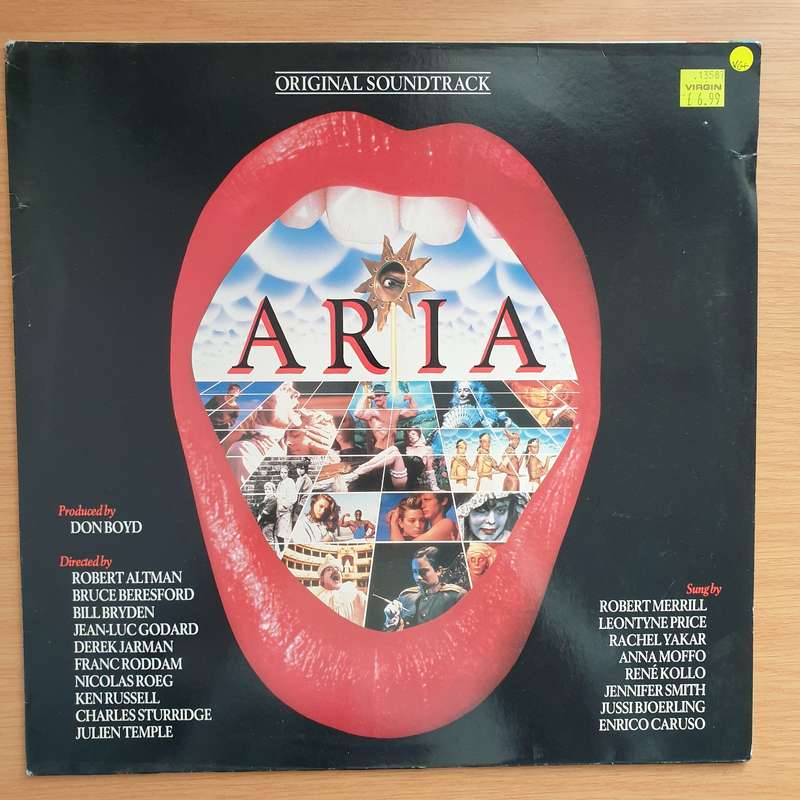 ORIGINAL SOUNDTRACK
VG+
.13587
VIRGIN
£6.99
ARIA
Produced by
DON BOYD
Directed by
ROBERT ALTMAN
BRUCE BERESFORD
BILL BRYDEN
JEAN-LUC GODARD
DEREK JARMAN
FRANC RODDAM
NICOLAS ROEG
KEN RUSSELL
CHARLES STURRIDGE
JULIEN TEMPLE
Sung by
ROBERT MERRILL
LEONTYNE PRICE
RACHEL YAKAR
ANNA MOFFO
RENÉ KOLLO
JENNIFER SMITH
JUSSI BJOERLING
ENRICO CARUSO